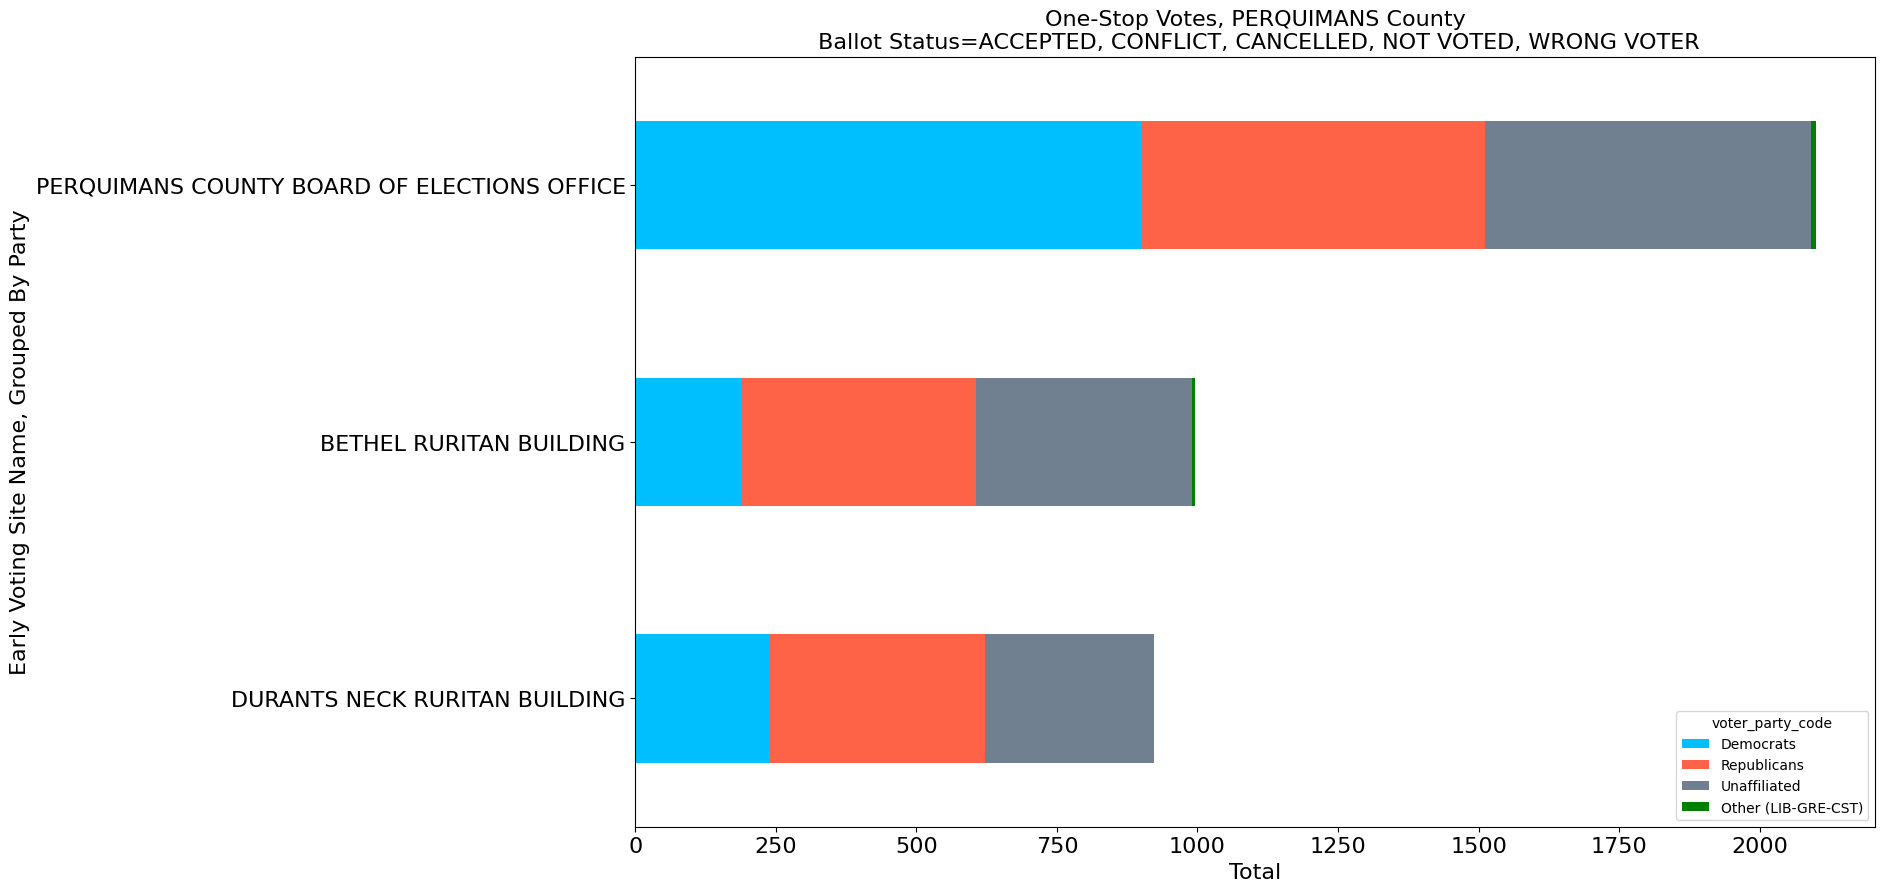 One-Stop Votes, PERQUIMANS County
Ballot Status=ACCEPTED, CONFLICT, CANCELLED, NOT VOTED, WRONG VOTER
Early Voting Site Name, Grouped By Party
PERQUIMANS COUNTY BOARD OF ELECTIONS OFFICE
BETHEL RURITAN BUILDING
DURANTS NECK RURITAN BUILDING
voter_party_code
Democrats
Republicans
Unaffiliated
Other (LIB-GRE-CST)
0 250 500 750 1000 1250 1500 1750 2000
Total